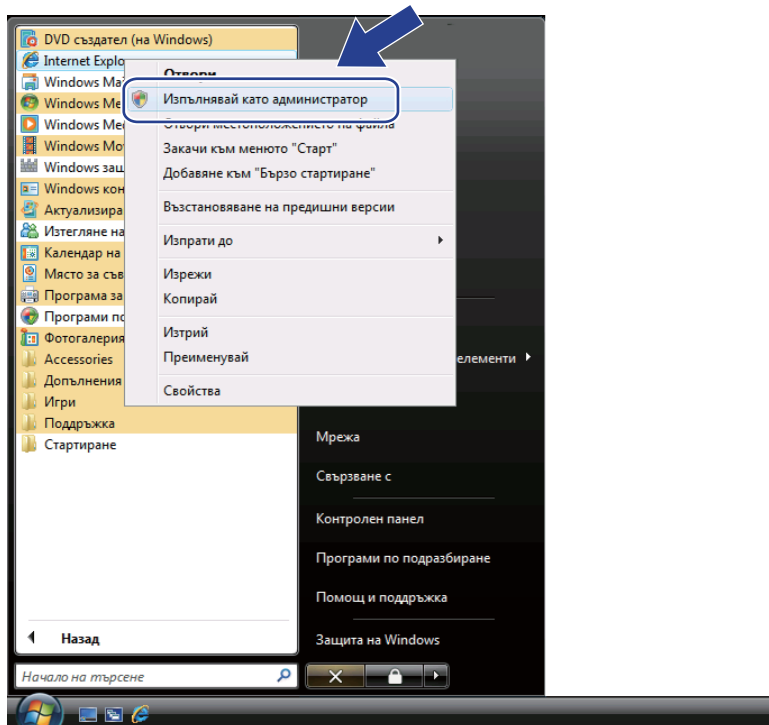 DVD създател (на Windows)
Internet Explo
Windows Ma
Windows Me
Windows Me
Windows Mo
Windows защ
Windows кон
Актуализира
Изтегляне на
Календар на
Място за съв
Програма за
Програми по
Фотогалерия
Accessories
Допълнения
Игри
Поддръжка
Стартиране
Назад
Начало на търсене
Отвори
Изпълнявай като администратор
Отвори местоположението на файла
Закачи към менюто "Старт"
Добавяне към "Бързо стартиране"
Възстановяване на предишни версии
Изпрати до
Изрежи
Копирай
Изтрий
Преименувай
Свойства
елементи
Мрежа
Свързване с
Контролен панел
Програми по подразбиране
Помощ и поддръжка
Защита на Windows